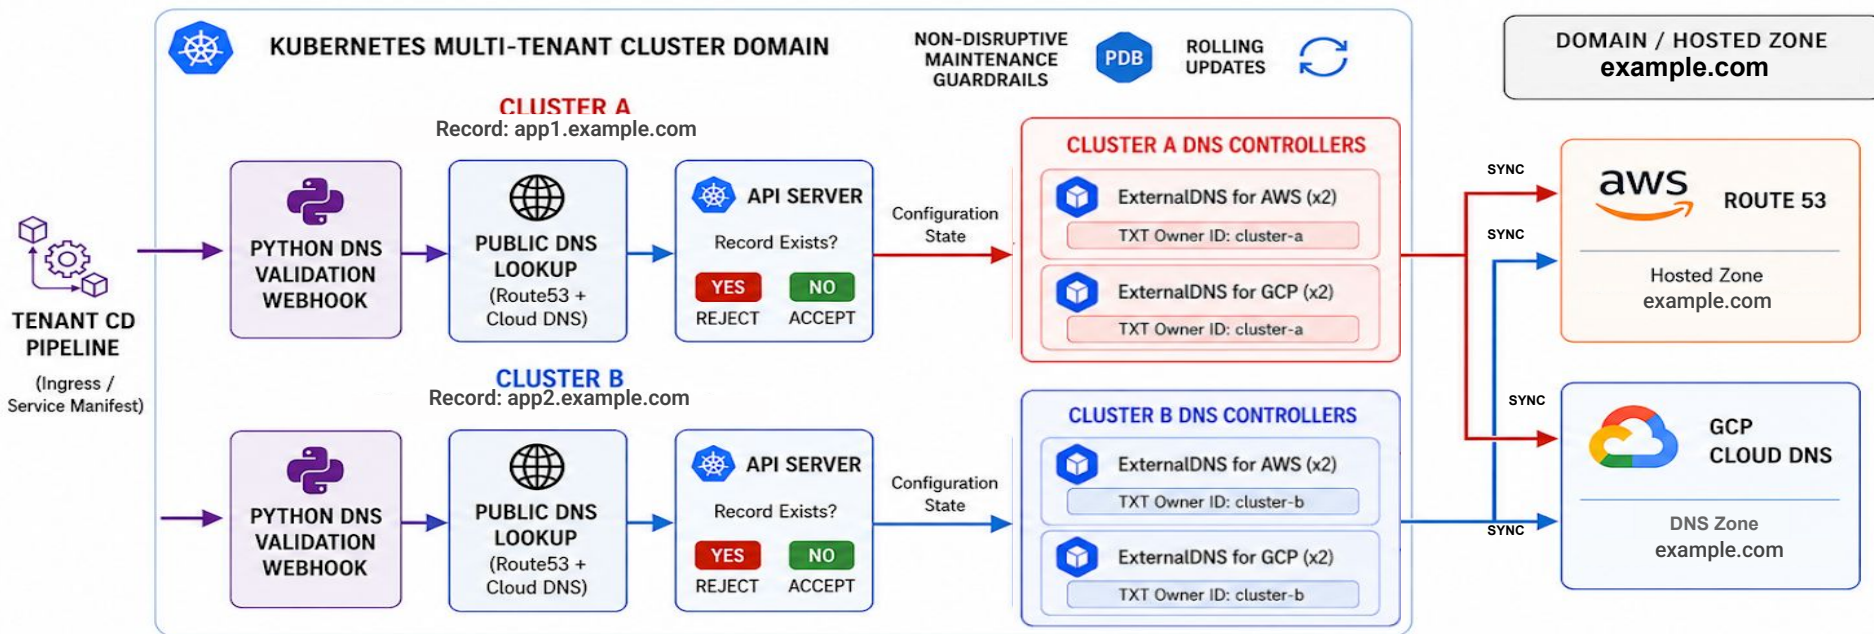 KUBERNETES MULTI-TENANT CLUSTER DOMAIN
NON-DISRUPTIVE
MAINTENANCE
GUARDRAILS
PDB
ROLLING
UPDATES
DOMAIN / HOSTED ZONE
example.com
TENANT CD
PIPELINE
(Ingress /
Service Manifest)
CLUSTER A
Record: app1.example.com
PYTHON DNS
VALIDATION
WEBHOOK
PUBLIC DNS
LOOKUP
(Route53 +
Cloud DNS)
API SERVER
Record Exists?
YES
NO
REJECT
ACCEPT
Configuration
State
CLUSTER A DNS CONTROLLERS
ExternalDNS for AWS (x2)
TXT Owner ID: cluster-a
ExternalDNS for GCP (x2)
TXT Owner ID: cluster-a
SYNC
SYNC
aws
ROUTE 53
Hosted Zone
example.com
CLUSTER B
Record: app2.example.com
PYTHON DNS
VALIDATION
WEBHOOK
PUBLIC DNS
LOOKUP
(Route53 +
Cloud DNS)
API SERVER
Record Exists?
YES
NO
REJECT
ACCEPT
Configuration
State
CLUSTER B DNS CONTROLLERS
ExternalDNS for AWS (x2)
TXT Owner ID: cluster-b
ExternalDNS for GCP (x2)
TXT Owner ID: cluster-b
SYNC
SYNC
GCP
CLOUD DNS
DNS Zone
example.com